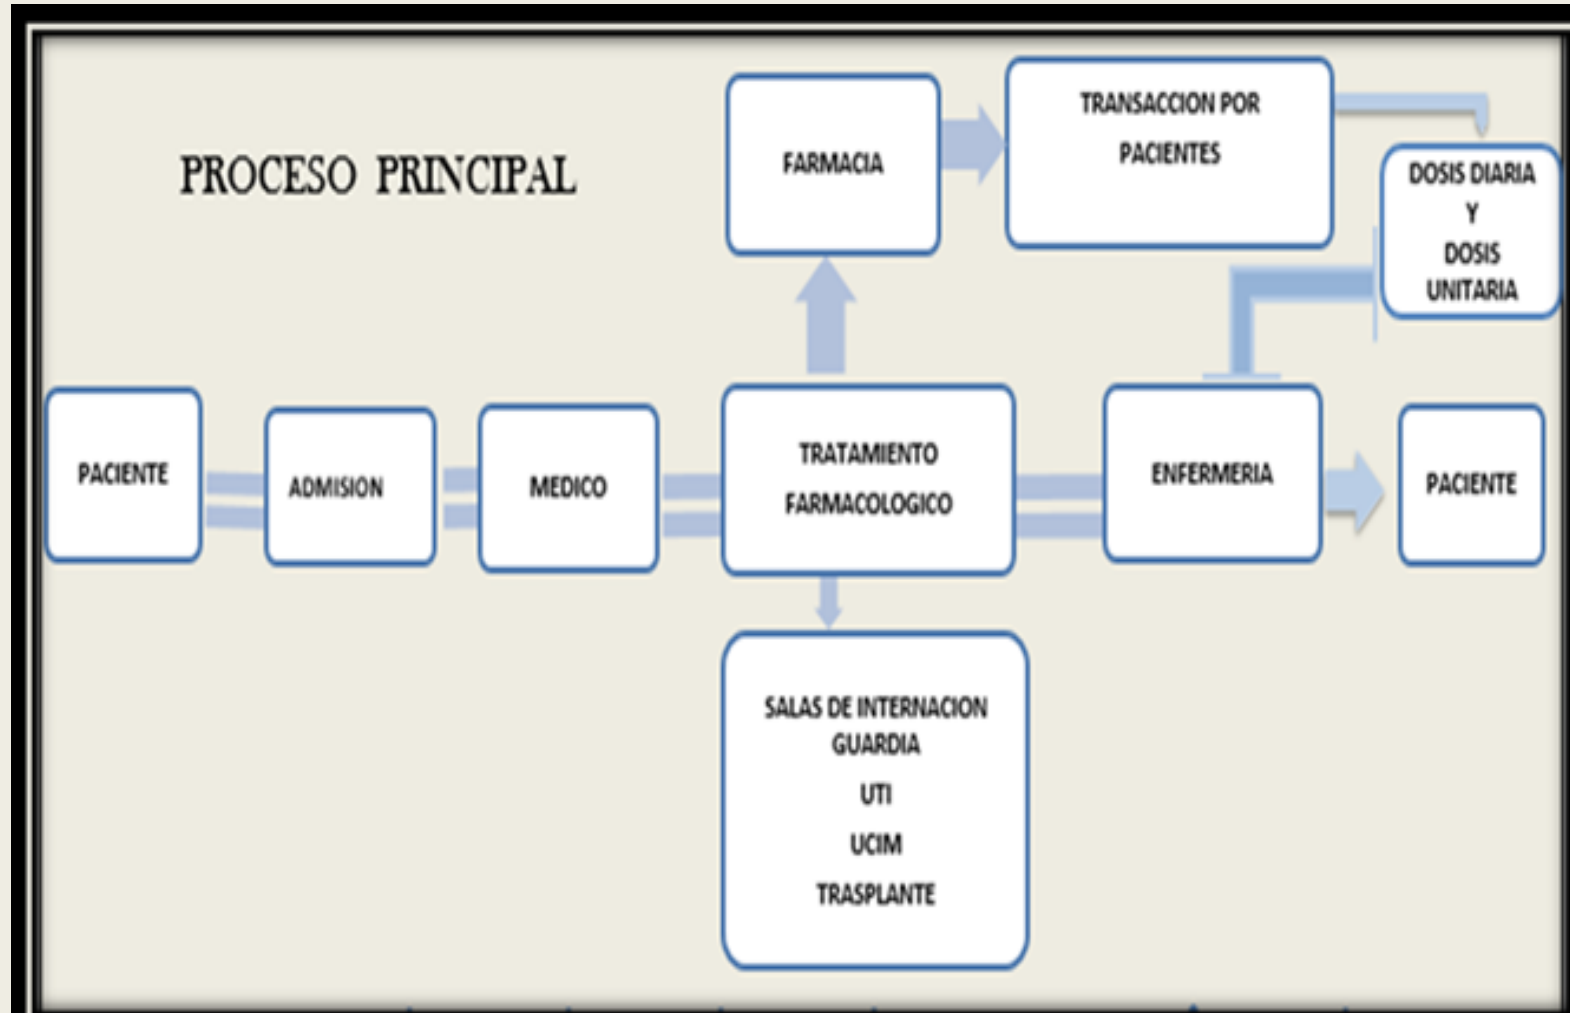 PROCESO PRINCIPAL
FARMACIA
TRANSACCION POR
PACIENTES
DOSIS DIARIA
Y
DOSIS
UNITARIA
PACIENTE
ADMISION
MEDICO
TRATAMIENTO
FARMACOLOGICO
ENFERMERIA
PACIENTE
SALAS DE INTERNACION
GUARDIA
UTI
UCIM
TRASPLANTE